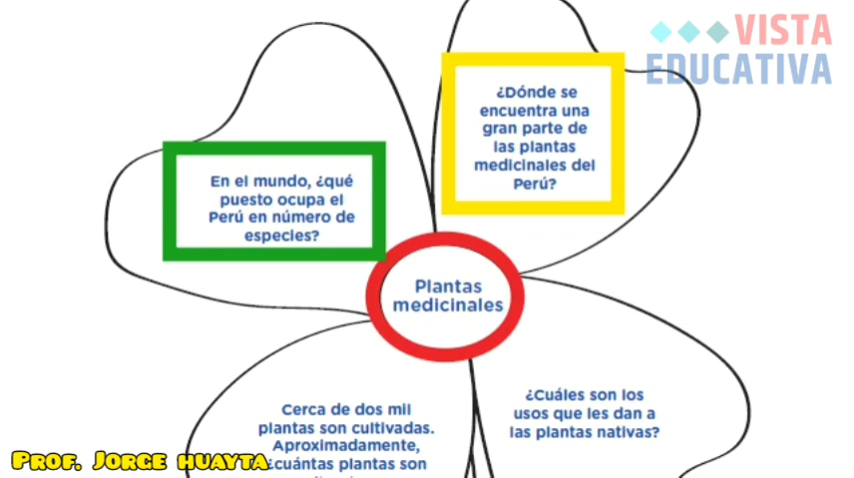 VISTA
EDUCATIVA
¿Dónde se
encuentra una
gran parte de
las plantas
medicinales del
Perú?
En el mundo, ¿qué
puesto ocupa el
Perú en número de
especies?
Plantas
medicinales
Cerca de dos mil
plantas son cultivadas.
Aproximadamente,
¿cuántas plantas son
¿Cuáles son los
usos que les dan a
las plantas nativas?
Prof. Jorge huayta